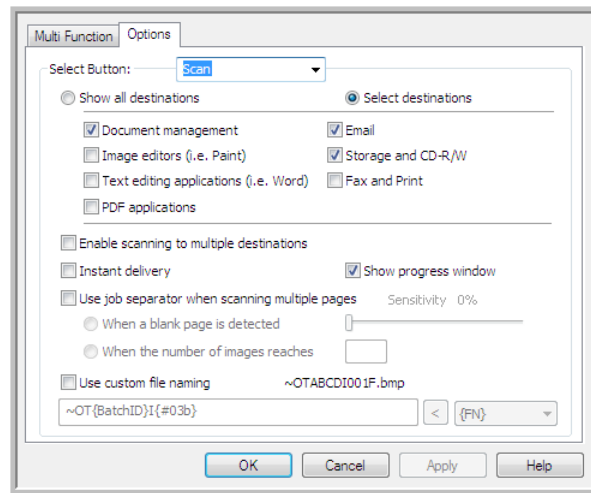 Multi Function Options
Select Button: Scan
Show all destinations Select destinations
Document management Email
Image editors (i.e. Paint) Storage and CD-R/W
Text editing applications (i.e. Word) Fax and Print
PDF applications
Enable scanning to multiple destinations
Instant delivery Show progress window
Use job separator when scanning multiple pages Sensitivity 0%
When a blank page is detected
When the number of images reaches
Use custom file naming ~OTABCDI001F.bmp
~OT{BatchID}I{#03b} < {FN}
OK Cancel Apply Help